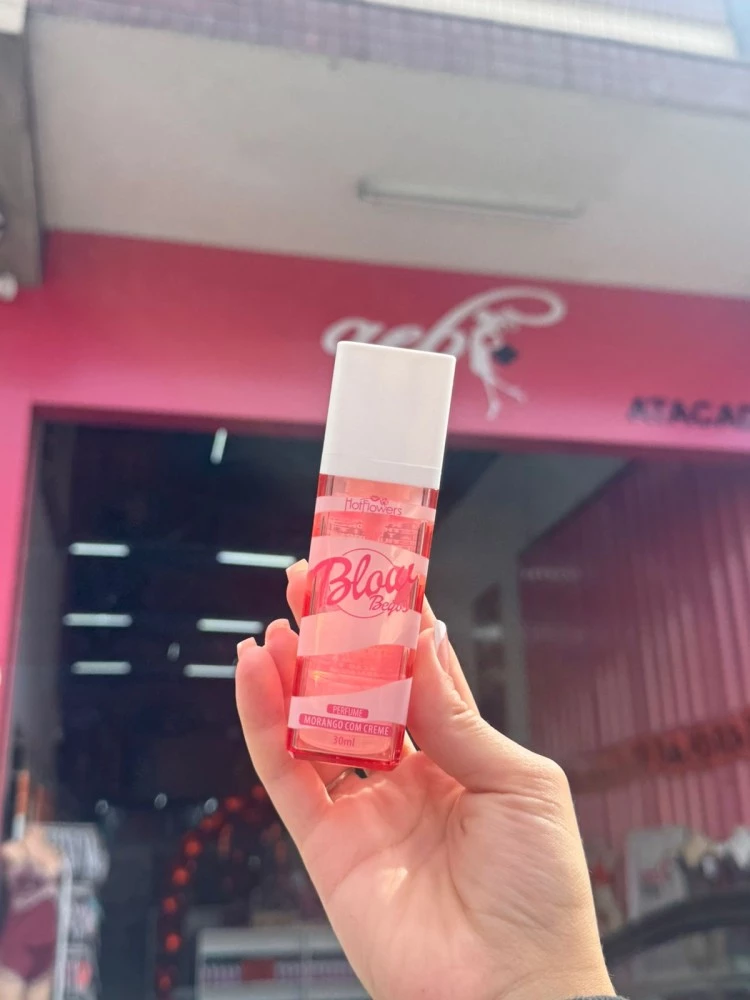 ATACAD
HotFlowers
Blow
Beijos
PERFUME
MORANGO COM CREME
30ml